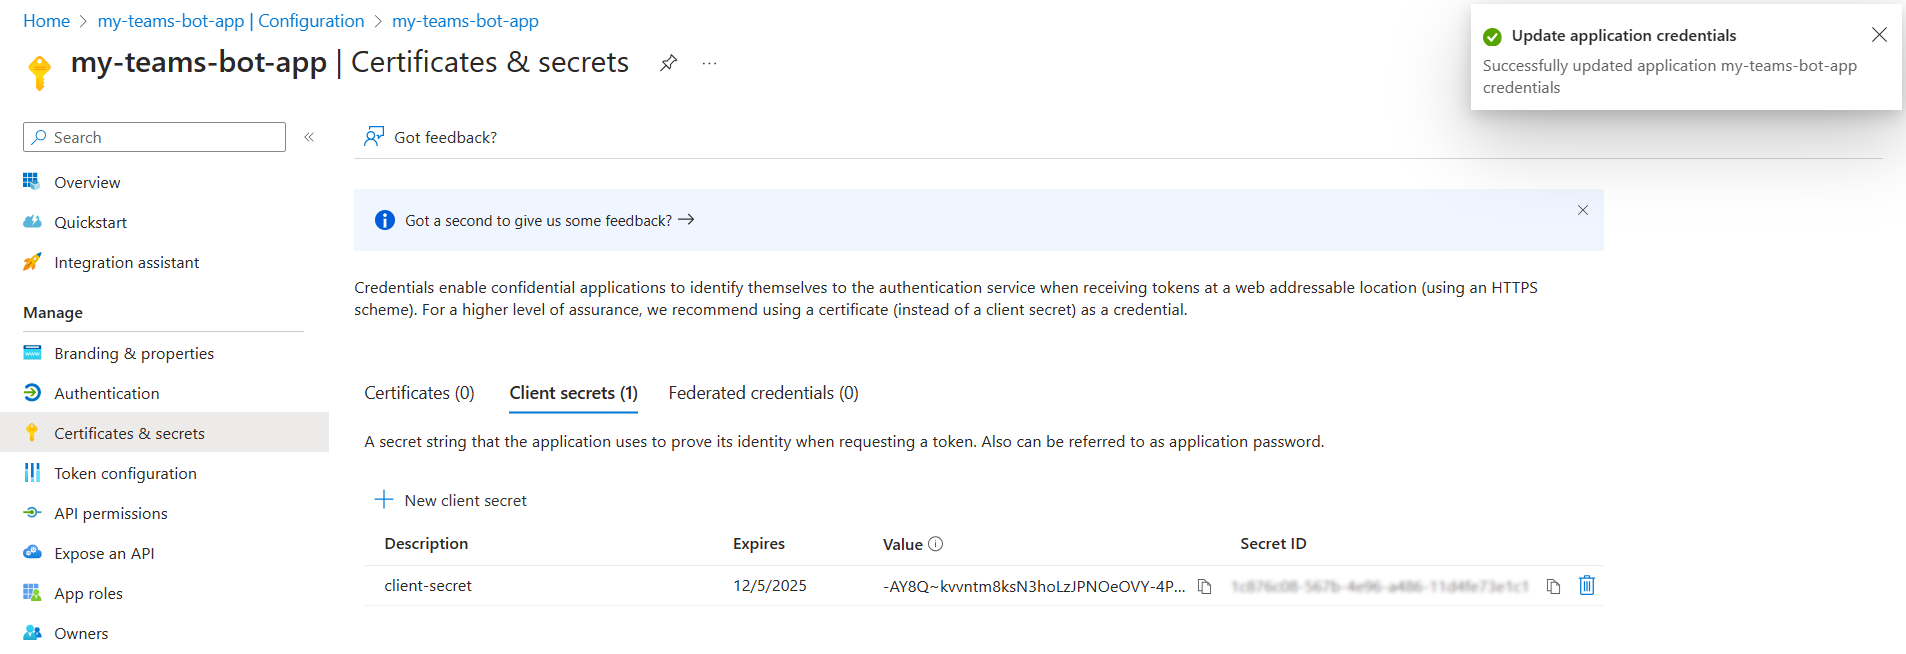 Home > my-teams-bot-app | Configuration > my-teams-bot-app
my-teams-bot-app | Certificates & secrets
Update application credentials
Successfully updated application my-teams-bot-app
credentials
Search
Got feedback?
Overview
Quickstart
Integration assistant
Got a second to give us some feedback?
Credentials enable confidential applications to identify themselves to the authentication service when receiving tokens at a web addressable location (using an HTTPS
scheme). For a higher level of assurance, we recommend using a certificate (instead of a client secret) as a credential.
Manage
Branding & properties
Authentication
Certificates & secrets
Token configuration
API permissions
Expose an API
App roles
Owners
Certificates (0)
Client secrets (1)
Federated credentials (0)
A secret string that the application uses to prove its identity when requesting a token. Also can be referred to as application password.
New client secret
Description Expires Value Secret ID
client-secret 12/5/2025 -AY8Q~kvvntm8ksN3hoLzJPNOeOVY-4P...